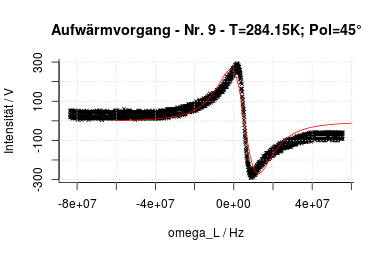 Aufwärmvorgang - Nr. 9 - T=284.15K; Pol=45°
Intensität / V
300
100
-100
-300
-8e+07 -4e+07 0e+00 4e+07
omega_L / Hz